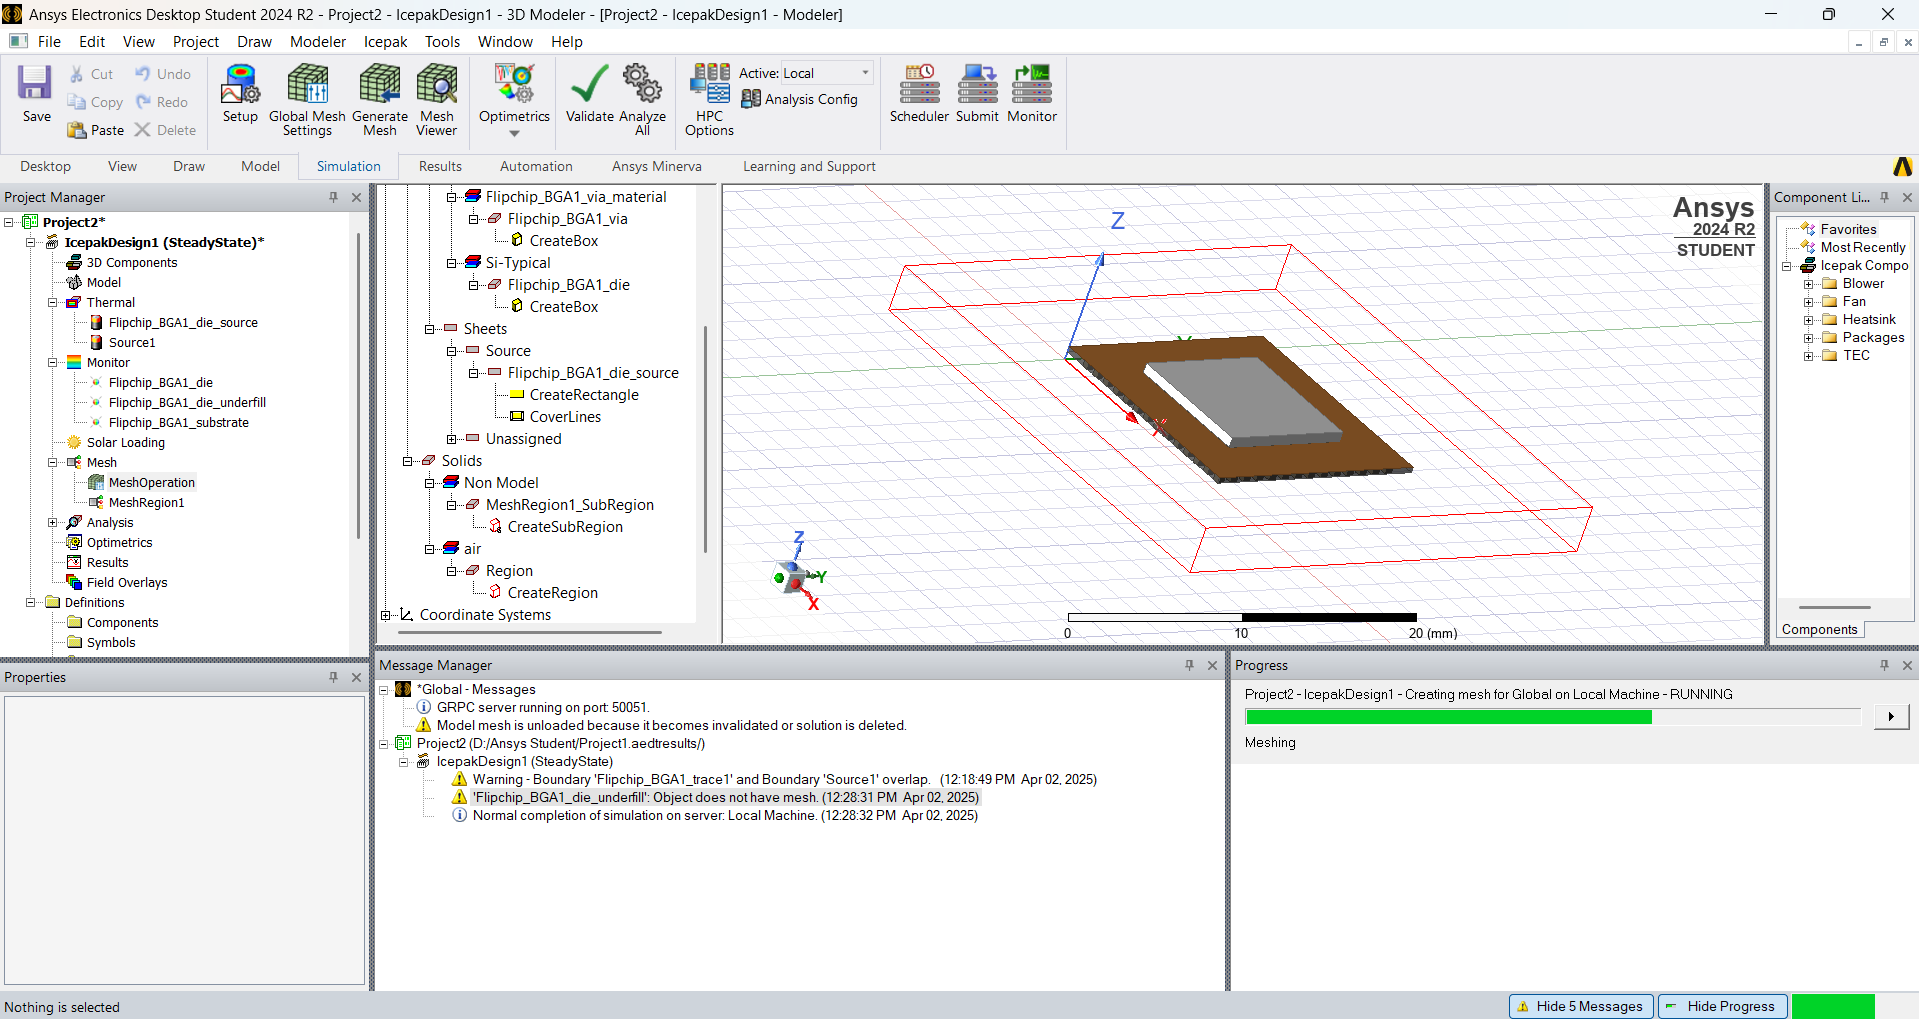 Ansys Electronics Desktop Student 2024 R2 - Project2 - IcepakDesign1 - 3D Modeler - [Project2 - IcepakDesign1 - Modeler]
File Edit View Project Draw Modeler Icepak Tools Window Help
Save
Cut
Copy
Paste
Undo
Redo
Delete
Setup
Global Mesh Settings
Generate Mesh
Mesh Viewer
Optimetrics
Validate
Analyze All
HPC Options
Active: Local
Analysis Config
Scheduler
Submit
Monitor
Desktop View Draw Model Simulation Results Automation Ansys Minerva Learning and Support
Project Manager
Project2*
IcepakDesign1 (SteadyState)*
3D Components
Model
Thermal
Flipchip_BGA1_die_source
Source1
Monitor
Flipchip_BGA1_die
Flipchip_BGA1_die_underfill
Flipchip_BGA1_substrate
Solar Loading
Mesh
MeshOperation
MeshRegion1
Analysis
Optimetrics
Results
Field Overlays
Definitions
Components
Symbols
Flipchip_BGA1_via_material
Flipchip_BGA1_via
CreateBox
Si-Typical
Flipchip_BGA1_die
CreateBox
Sheets
Source
Flipchip_BGA1_die_source
CreateRectangle
CoverLines
Unassigned
Solids
Non Model
MeshRegion1_SubRegion
CreateSubRegion
air
Region
CreateRegion
Coordinate Systems
Ansys
2024 R2
STUDENT
Z
Y
X
Z
Y
X
0 10 20 (mm)
Component Li...
Favorites
Most Recently
Icepak Compo
Blower
Fan
Heatsink
Packages
TEC
Components
Properties
Message Manager
*Global - Messages
GRPC server running on port: 50051.
Model mesh is unloaded because it becomes invalidated or solution is deleted.
Project2 (D:/Ansys Student/Project1.aedtresults/)
IcepakDesign1 (SteadyState)
Warning - Boundary 'Flipchip_BGA1_trace1' and Boundary 'Source1' overlap. (12:18:49 PM Apr 02, 2025)
'Flipchip_BGA1_die_underfill': Object does not have mesh. (12:28:31 PM Apr 02, 2025)
Normal completion of simulation on server: Local Machine. (12:28:32 PM Apr 02, 2025)
Progress
Project2 - IcepakDesign1 - Creating mesh for Global on Local Machine - RUNNING
Meshing
Nothing is selected
Hide 5 Messages
Hide Progress